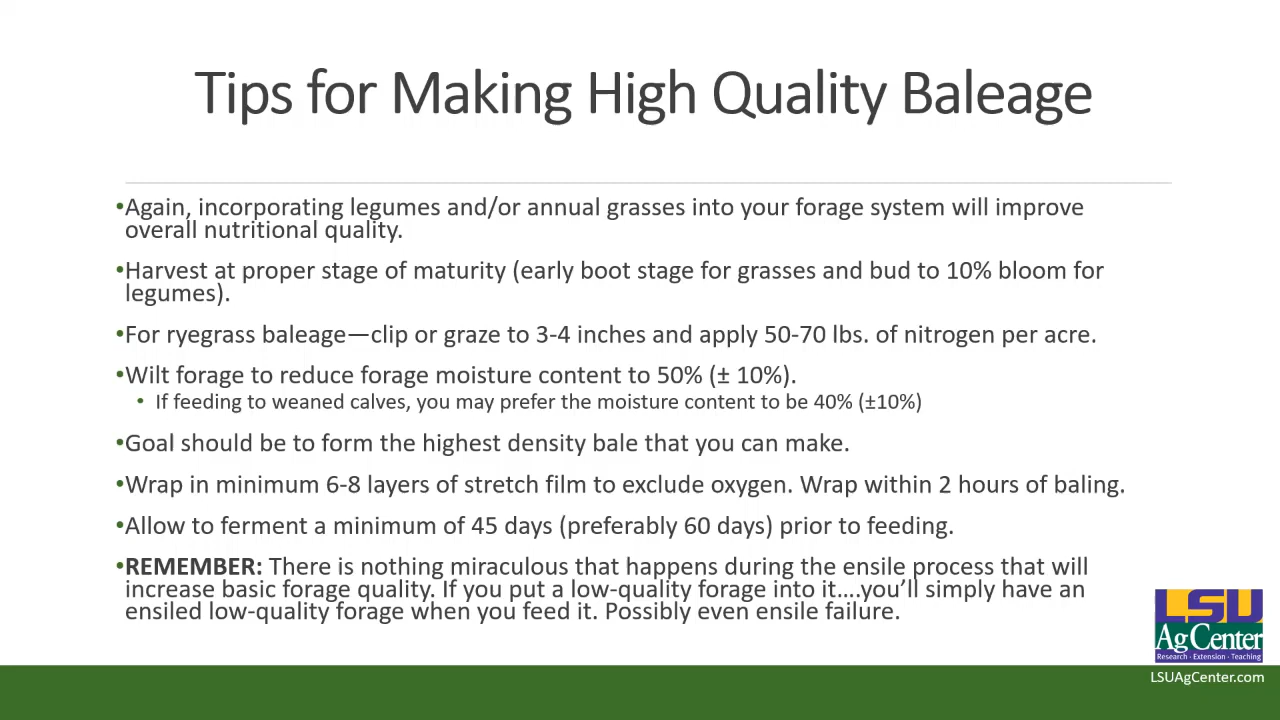 Tips for Making High Quality Baleage
•Again, incorporating legumes and/or annual grasses into your forage system will improve
overall nutritional quality.
•Harvest at proper stage of maturity (early boot stage for grasses and bud to 10% bloom for
legumes).
•For ryegrass baleage—clip or graze to 3-4 inches and apply 50-70 lbs. of nitrogen per acre.
•Wilt forage to reduce forage moisture content to 50% (± 10%).
• If feeding to weaned calves, you may prefer the moisture content to be 40% (±10%)
•Goal should be to form the highest density bale that you can make.
•Wrap in minimum 6-8 layers of stretch film to exclude oxygen. Wrap within 2 hours of baling.
•Allow to ferment a minimum of 45 days (preferably 60 days) prior to feeding.
•REMEMBER: There is nothing miraculous that happens during the ensile process that will
increase basic forage quality. If you put a low-quality forage into it….you’ll simply have an
ensiled low-quality forage when you feed it. Possibly even ensile failure.
LSU
AgCenter
Research · Extension · Teaching
LSUAgCenter.com